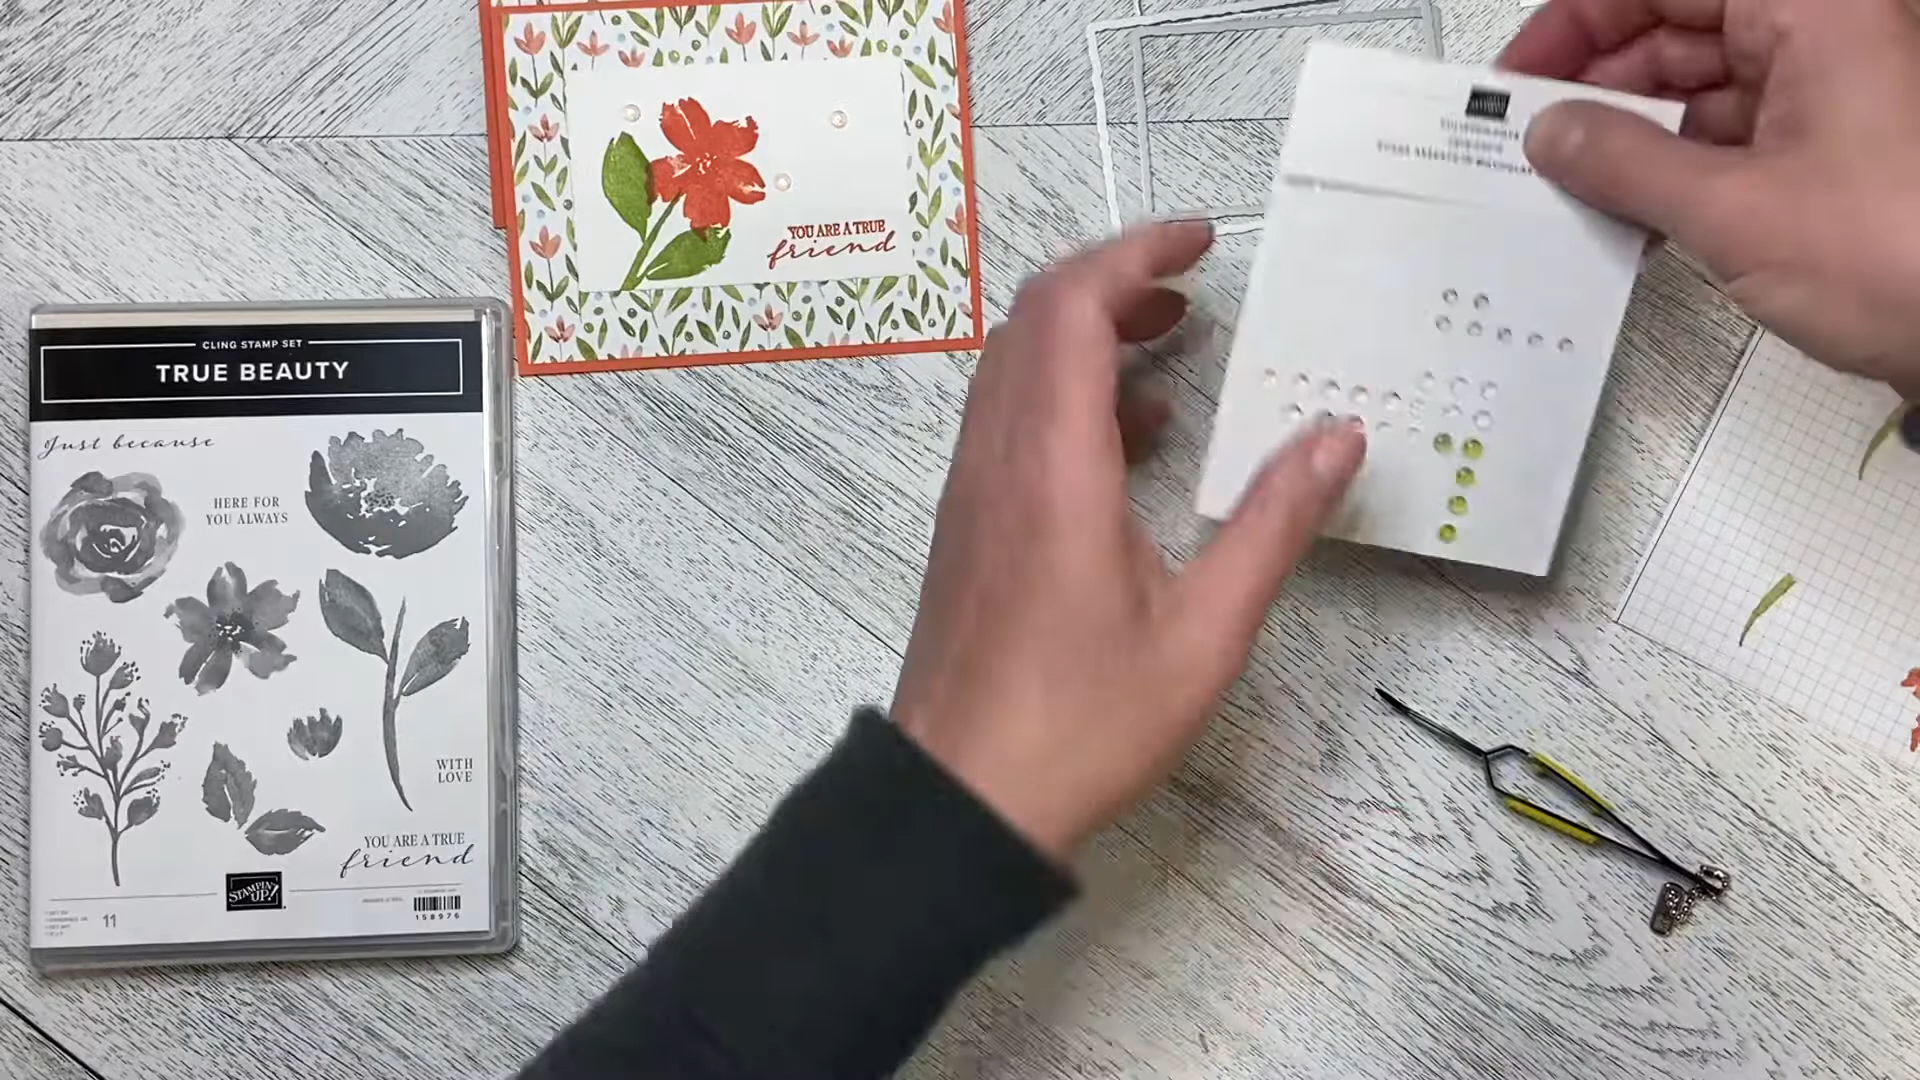 YOU ARE A TRUE
friend
CLING STAMP SET
TRUE BEAUTY
Just because
HERE FOR
YOU ALWAYS
WITH
LOVE
YOU ARE A TRUE
friend
STAMPIN' UP!
11
158976